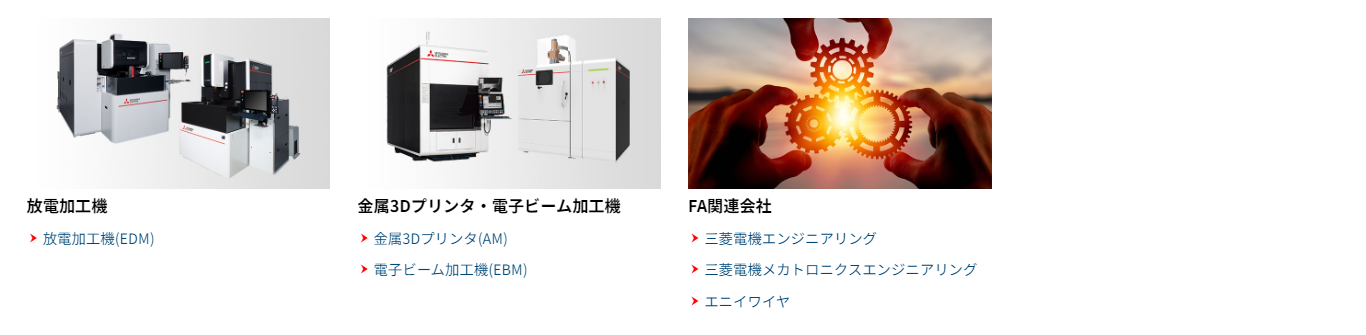 放電加工機
放電加工機(EDM)
金属3Dプリンタ・電子ビーム加工機
金属3Dプリンタ(AM)
電子ビーム加工機(EBM)
FA関連会社
三菱電機エンジニアリング
三菱電機メカトロニクスエンジニアリング
エニイワイヤ